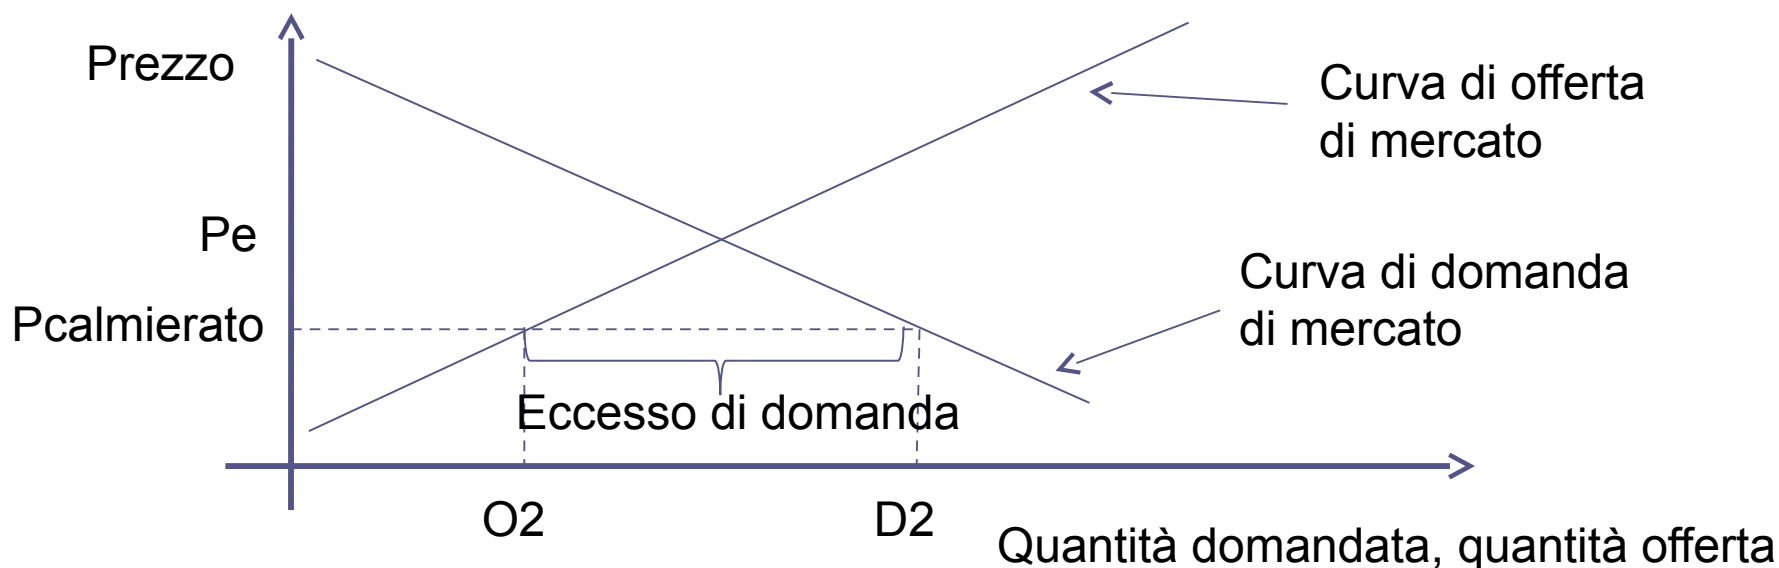 Prezzo
Curva di offerta
di mercato
Pe
Curva di domanda
di mercato
Pcalmierato
Eccesso di domanda
O2
D2
Quantità domandata, quantità offerta